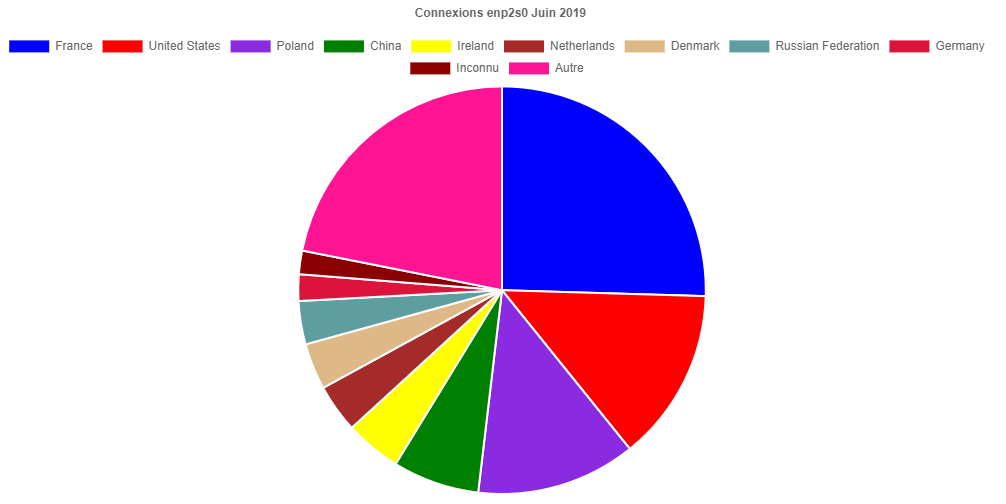 Connexions enp2s0 Juin 2019
France United States Poland China Ireland Netherlands Denmark Russian Federation Germany
Inconnu Autre